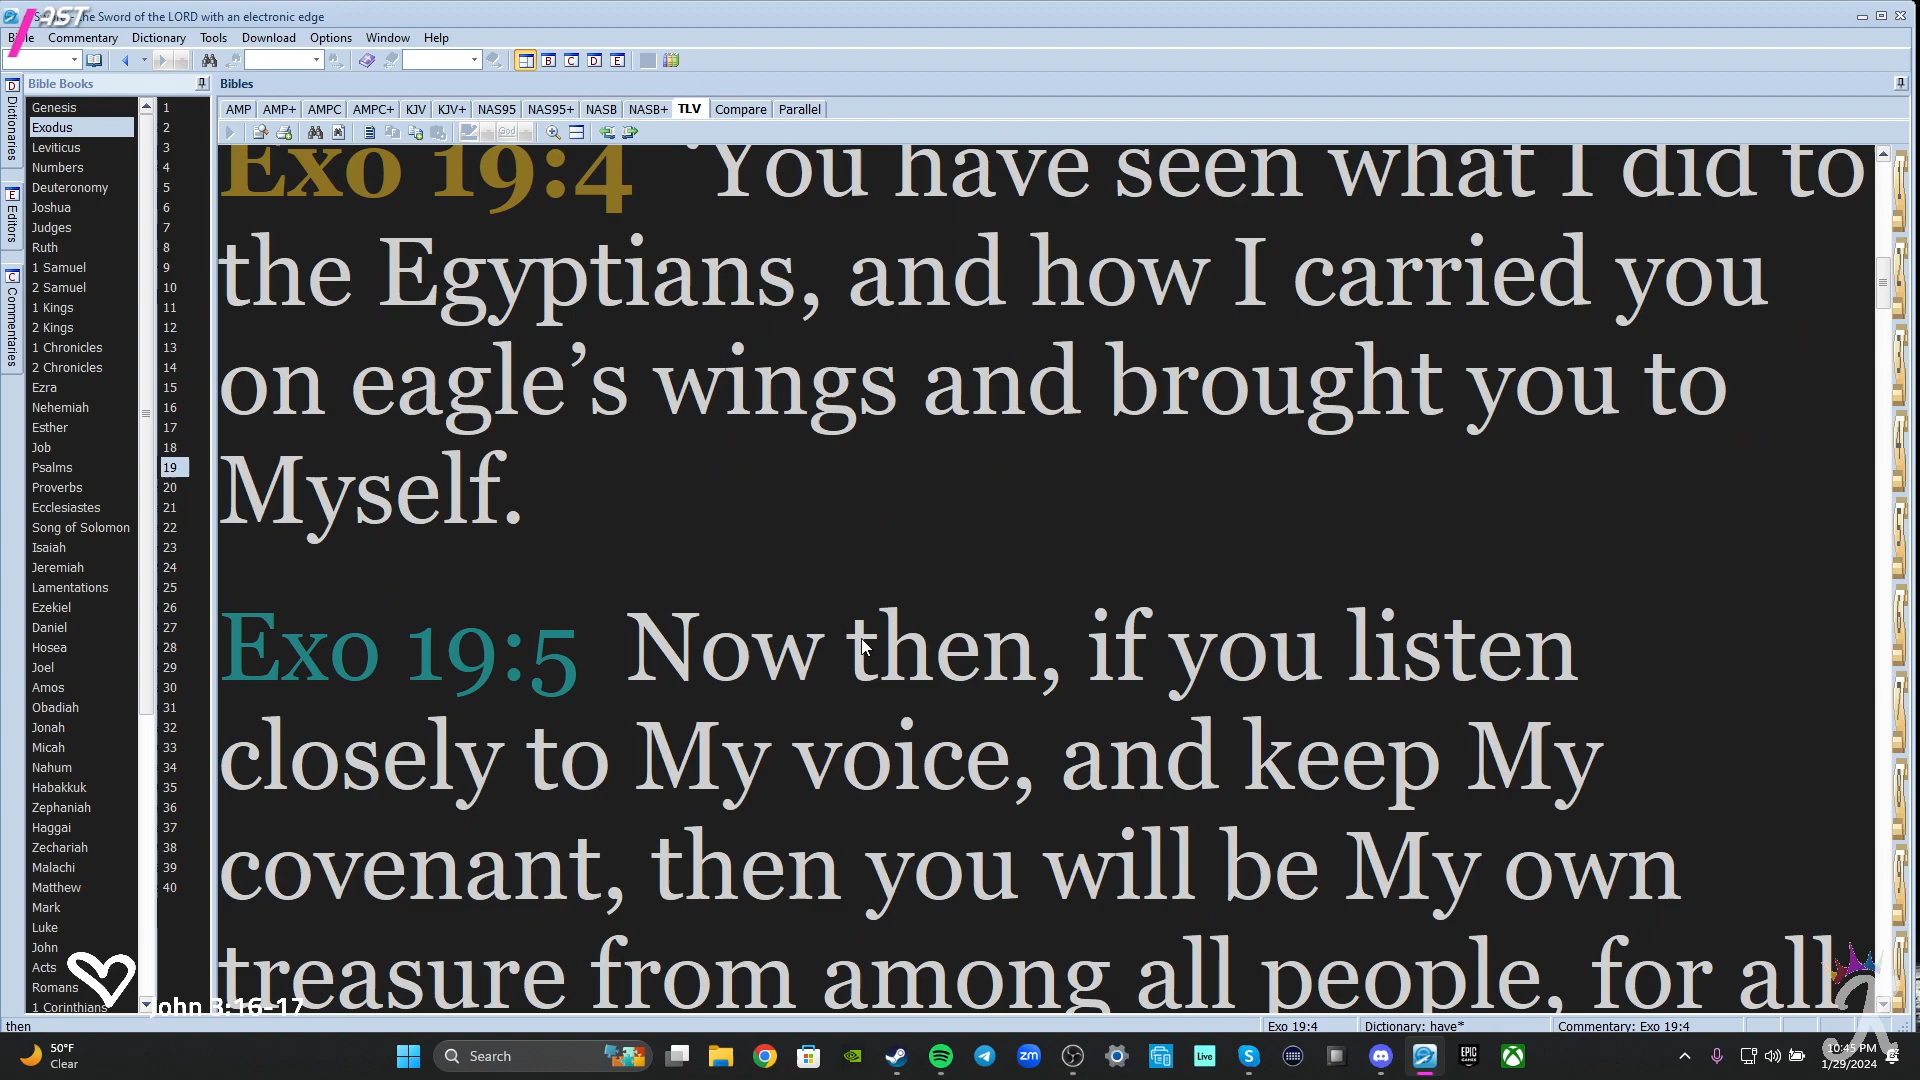 AST
the Sword of the LORD with an electronic edge
Commentary Dictionary Tools Download Options Window Help
B C D E
Bible Books
Bibles
AMP AMP+ AMPC AMPC+ KJV KJV+ NAS95 NAS95+ NASB NASB+ TLV Compare Parallel
D Dictionaries
E Editors
C Commentaries
Genesis 1
Exodus 2
Leviticus 3
Numbers 4
Deuteronomy 5
Joshua 6
Judges 7
Ruth 8
1 Samuel 9
2 Samuel 10
1 Kings 11
2 Kings 12
1 Chronicles 13
2 Chronicles 14
Ezra 15
Nehemiah 16
Esther 17
Job 18
Psalms 19
Proverbs 20
Ecclesiastes 21
Song of Solomon 22
Isaiah 23
Jeremiah 24
Lamentations 25
Ezekiel 26
Daniel 27
Hosea 28
Joel 29
Amos 30
Obadiah 31
Jonah 32
Micah 33
Nahum 34
Habakkuk 35
Zephaniah 36
Haggai 37
Zechariah 38
Malachi 39
Matthew 40
Mark
Luke
John
Acts
Romans
1 Corinthians
John 3:16-17
Exo 19:4 ‘You have seen what I did to
the Egyptians, and how I carried you
on eagle’s wings and brought you to
Myself.
Exo 19:5 Now then, if you listen
closely to My voice, and keep My
covenant, then you will be My own
treasure from among all people, for all
then
Exo 19:4
Dictionary: have*
Commentary: Exo 19:4
50°F
Clear
Search
zm
Live
EPIC GAMES
10:45 PM
1/29/2024